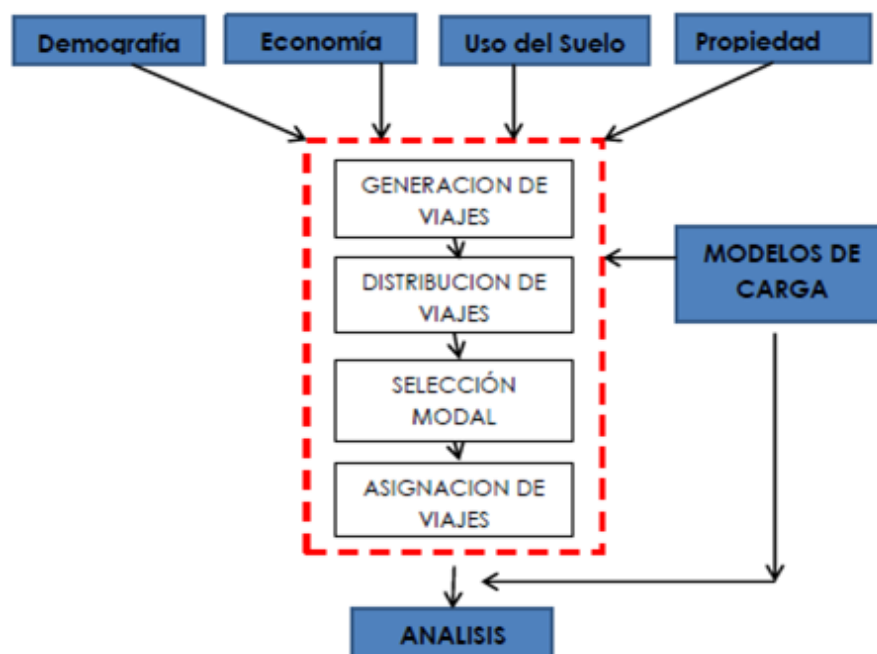 Demografía
Economía
Uso del Suelo
Propiedad
GENERACION DE
VIAJES
DISTRIBUCION DE
VIAJES
MODELOS DE
CARGA
SELECCIÓN
MODAL
ASIGNACION DE
VIAJES
ANALISIS